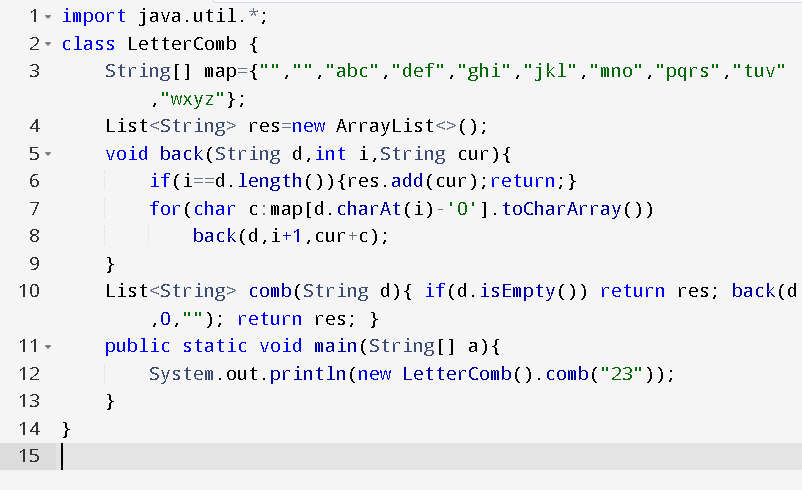 1 import java.util.*;
2 class LetterComb {
3 String[] map={"","","abc","def","ghi","jkl","mno","pqrs","tuv"
,"wxyz"};
4 List<String> res=new ArrayList<>();
5 void back(String d,int i,String cur){
6 if(i==d.length()){res.add(cur);return;}
7 for(char c:map[d.charAt(i)-'0'].toCharArray())
8 back(d,i+1,cur+c);
9 }
10 List<String> comb(String d){ if(d.isEmpty()) return res; back(d
,0,""); return res; }
11 public static void main(String[] a){
12 System.out.println(new LetterComb().comb("23"));
13 }
14 }
15